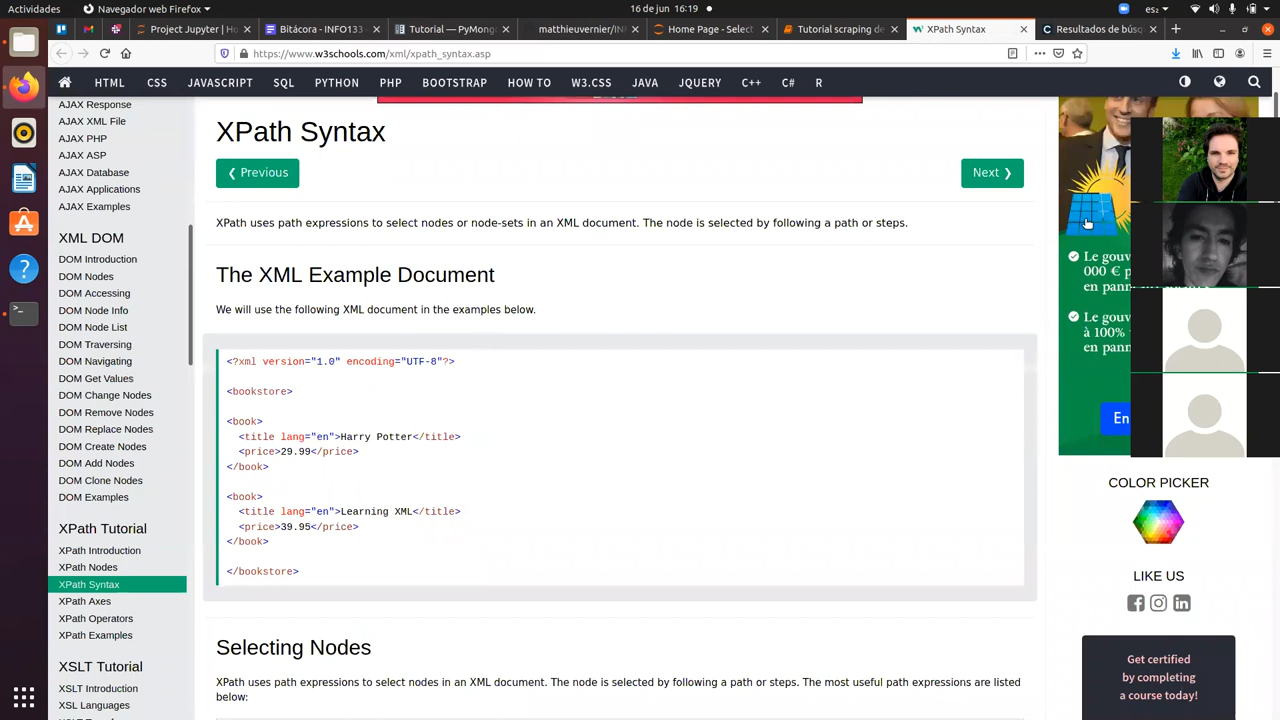 Actividades
Navegador web Firefox
16 de jun 16:19
es2
Project Jupyter | Ho
Bitácora - INFO133
Tutorial — PyMong
matthieuvernier/IN
Home Page - Select
Tutorial scraping de
XPath Syntax
Resultados de búsq
https://www.w3schools.com/xml/xpath_syntax.asp
HTML CSS JAVASCRIPT SQL PYTHON PHP BOOTSTRAP HOW TO W3.CSS JAVA JQUERY C++ C# R
AJAX Response
AJAX XML File
AJAX PHP
AJAX ASP
AJAX Database
AJAX Applications
AJAX Examples
XML DOM
DOM Introduction
DOM Nodes
DOM Accessing
DOM Node Info
DOM Node List
DOM Traversing
DOM Navigating
DOM Get Values
DOM Change Nodes
DOM Remove Nodes
DOM Replace Nodes
DOM Create Nodes
DOM Add Nodes
DOM Clone Nodes
DOM Examples
XPath Tutorial
XPath Introduction
XPath Nodes
XPath Syntax
XPath Axes
XPath Operators
XPath Examples
XSLT Tutorial
XSLT Introduction
XSL Languages
XPath Syntax
❮ Previous
Next ❯
XPath uses path expressions to select nodes or node-sets in an XML document. The node is selected by following a path or steps.
The XML Example Document
We will use the following XML document in the examples below.
<?xml version="1.0" encoding="UTF-8"?>
<bookstore>
<book>
<title lang="en">Harry Potter</title>
<price>29.99</price>
</book>
<book>
<title lang="en">Learning XML</title>
<price>39.95</price>
</book>
</bookstore>
Selecting Nodes
XPath uses path expressions to select nodes in an XML document. The node is selected by following a path or steps. The most useful path expressions are listed
below:
Le gouv
000 € p
en pann
Le gouv
à 100%
en pann
En
COLOR PICKER
LIKE US
Get certified
by completing
a course today!